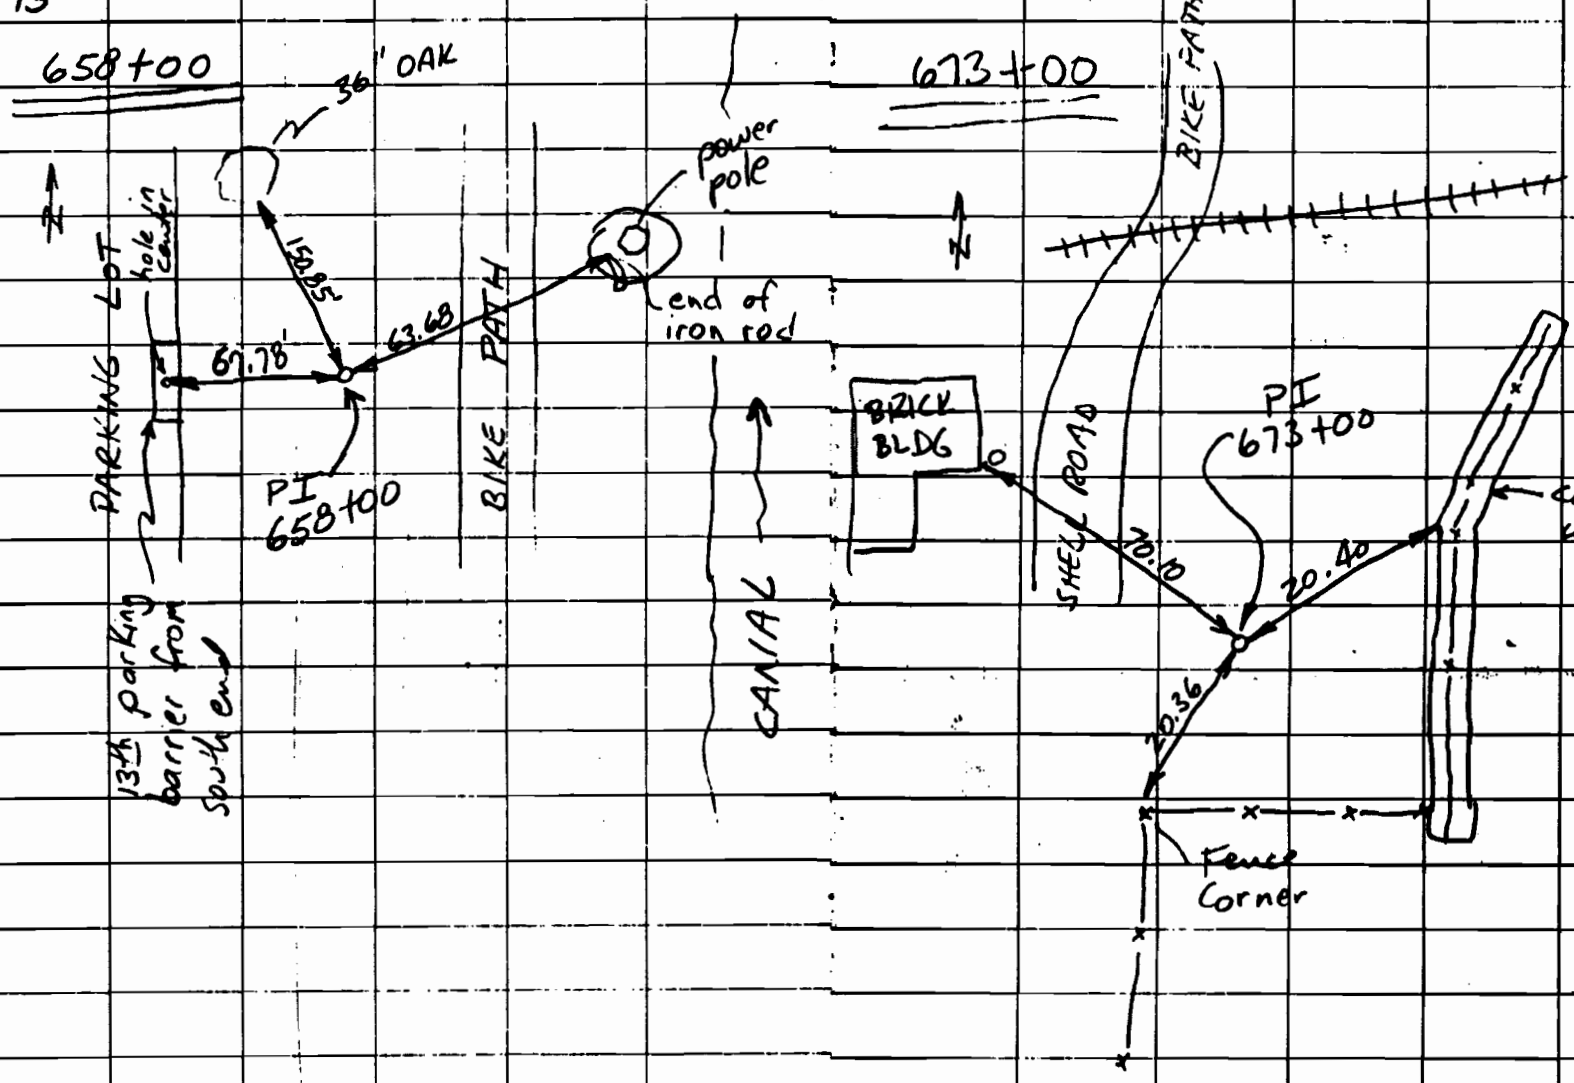 13
658+00
36' OAK
N
hole in
center
PARKING LOT
150.85'
67.78'
63.68
power
pole
end of
iron rod
BIKE PATH
PI
658+00
13th parking
barrier from
South end
CANAL
673+00
BIKE PATH
N
BRICK
BLDG
SHELL ROAD
PI
673+00
20.40
20.36
Fence
Corner